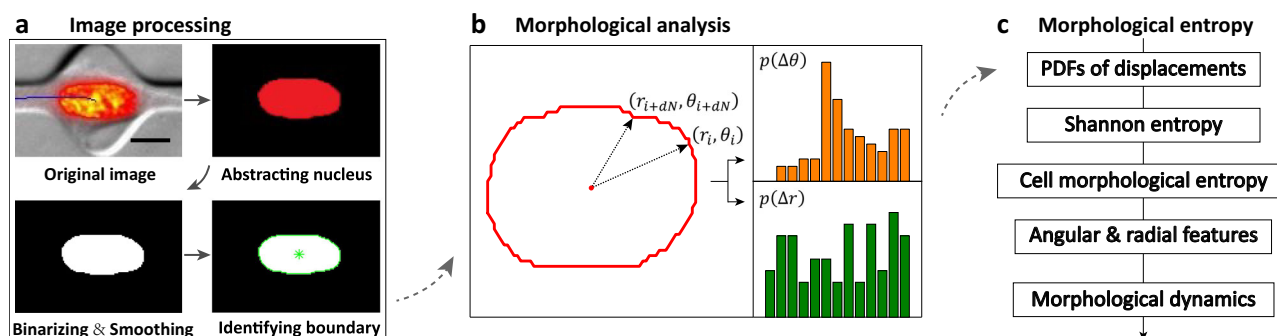 a Image processing
Original image
Abstracting nucleus
Binarizing & Smoothing
Identifying boundary
b Morphological analysis
(r_{i+dN}, θ_{i+dN})
(r_i, θ_i)
p(Δθ)
p(Δr)
c Morphological entropy
PDFs of displacements
Shannon entropy
Cell morphological entropy
Angular & radial features
Morphological dynamics